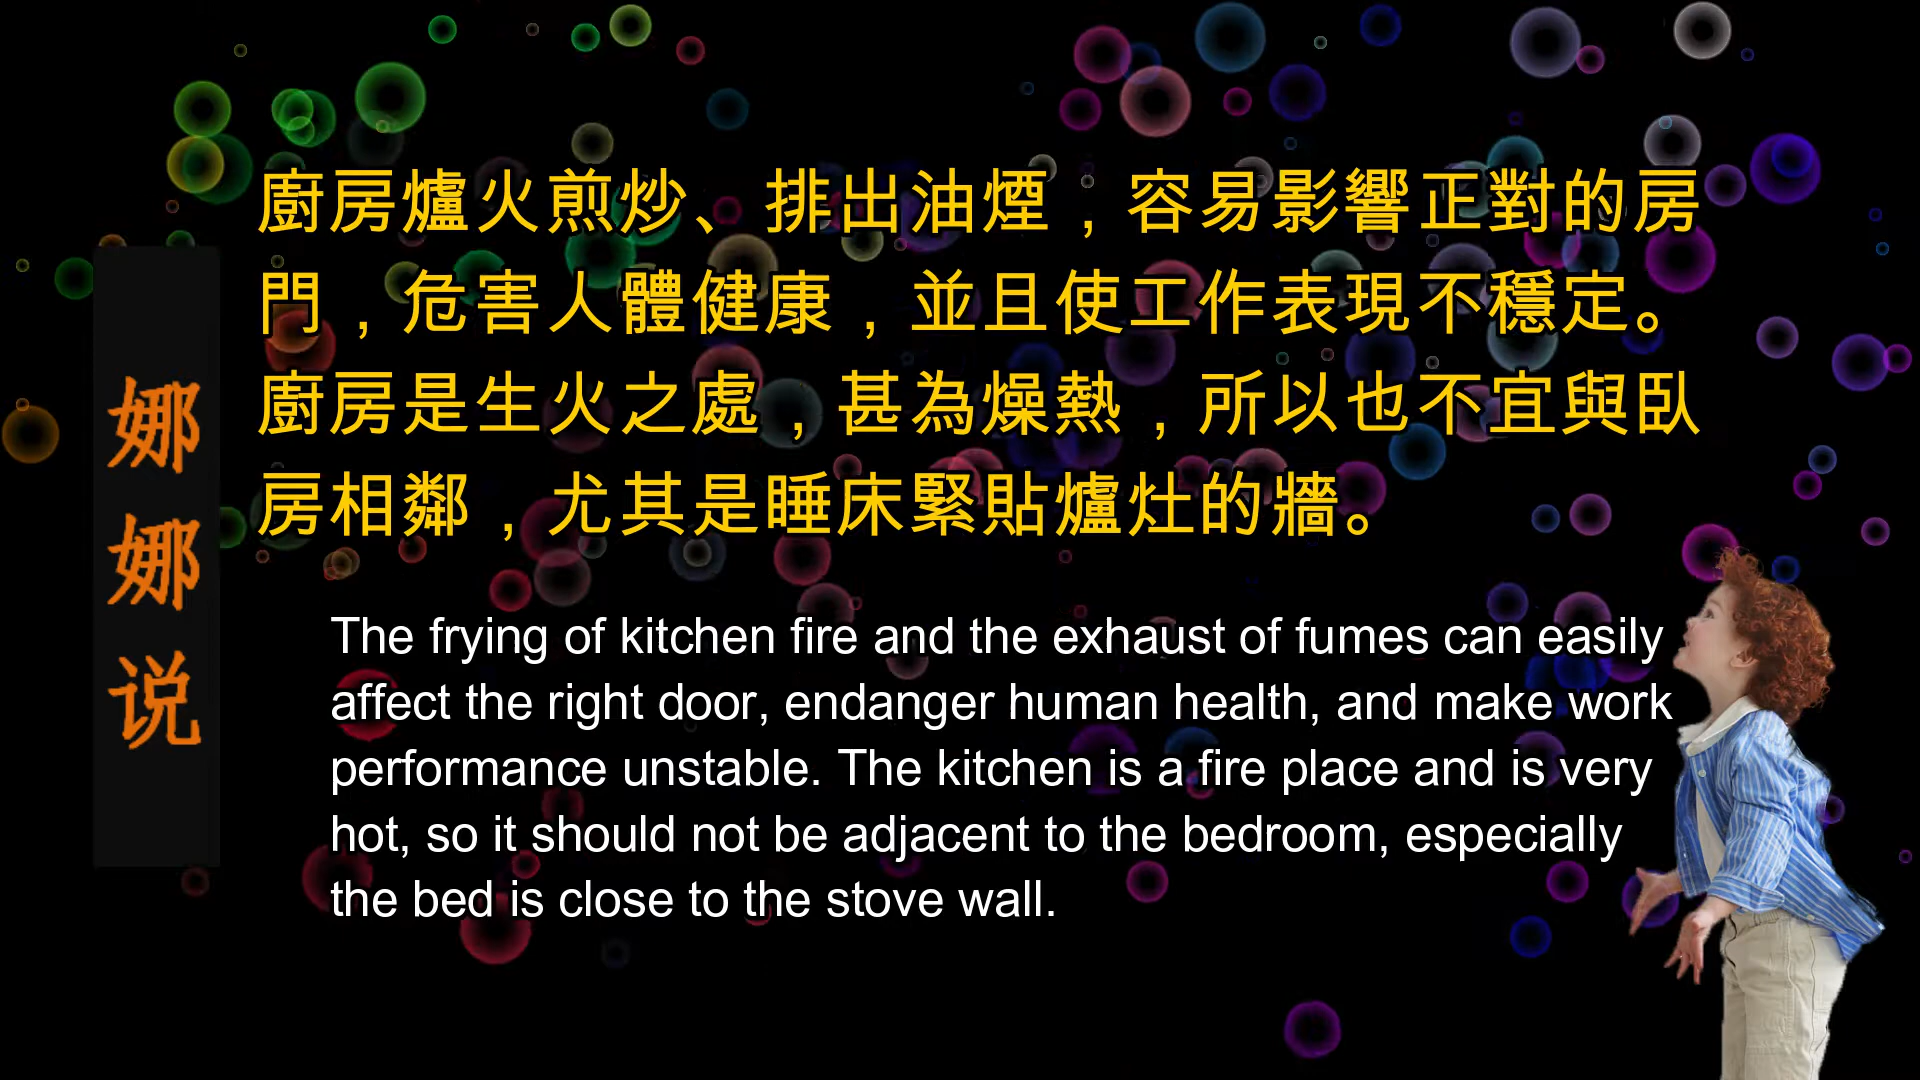 廚房爐火煎炒、排出油煙，容易影響正對的房
門，危害人體健康，並且使工作表現不穩定。
廚房是生火之處，甚為燥熱，所以也不宜與臥
房相鄰，尤其是睡床緊貼爐灶的牆。
娜娜说
The frying of kitchen fire and the exhaust of fumes can easily
affect the right door, endanger human health, and make work
performance unstable. The kitchen is a fire place and is very
hot, so it should not be adjacent to the bedroom, especially
the bed is close to the stove wall.